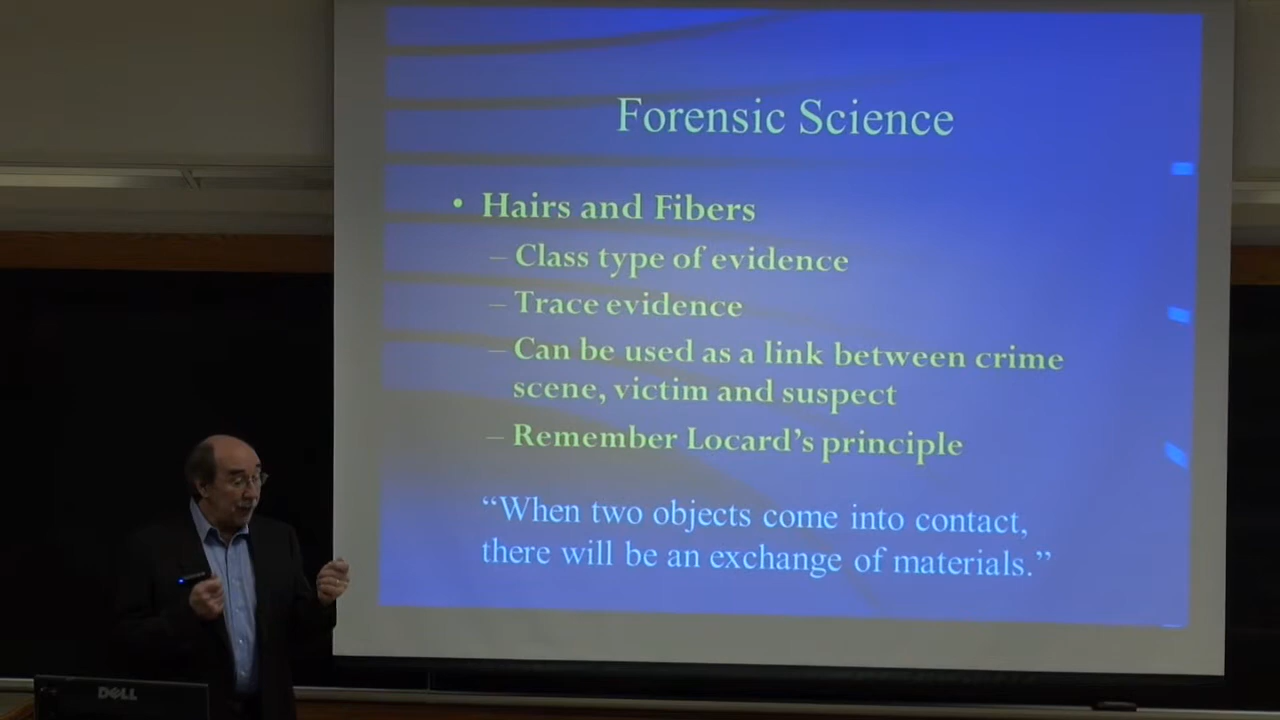 Forensic Science
• Hairs and Fibers
– Class type of evidence
– Trace evidence
– Can be used as a link between crime
scene, victim and suspect
– Remember Locard's principle
“When two objects come into contact,
there will be an exchange of materials.”
DELL